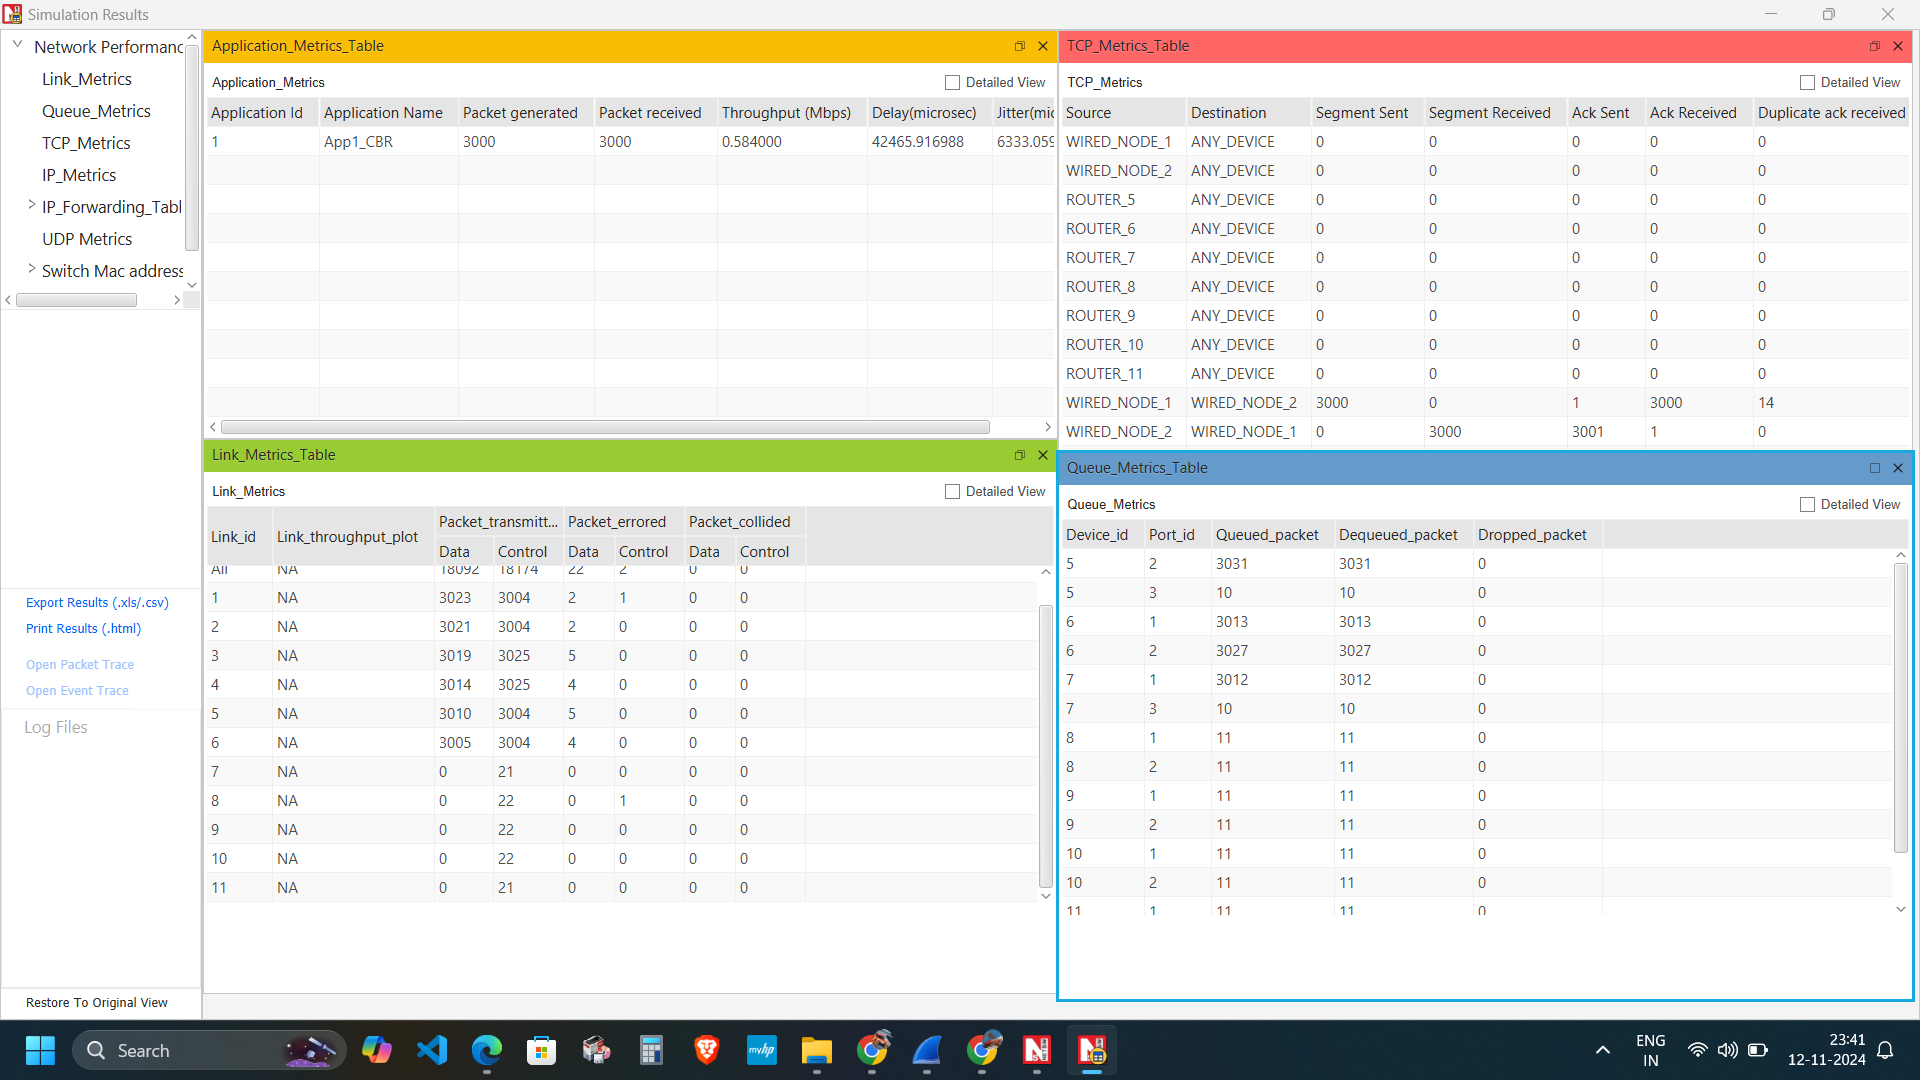 Simulation Results
Network Performanc
Link_Metrics
Queue_Metrics
TCP_Metrics
IP_Metrics
IP_Forwarding_Tabl
UDP Metrics
Switch Mac address
Export Results (.xls/.csv)
Print Results (.html)
Open Packet Trace
Open Event Trace
Log Files
Restore To Original View
Application_Metrics_Table
Application_Metrics Detailed View
Application Id Application Name Packet generated Packet received Throughput (Mbps) Delay(microsec) Jitter(mic
1 App1_CBR 3000 3000 0.584000 42465.916988 6333.059
TCP_Metrics_Table
TCP_Metrics Detailed View
Source Destination Segment Sent Segment Received Ack Sent Ack Received Duplicate ack received
WIRED_NODE_1 ANY_DEVICE 0 0 0 0 0
WIRED_NODE_2 ANY_DEVICE 0 0 0 0 0
ROUTER_5 ANY_DEVICE 0 0 0 0 0
ROUTER_6 ANY_DEVICE 0 0 0 0 0
ROUTER_7 ANY_DEVICE 0 0 0 0 0
ROUTER_8 ANY_DEVICE 0 0 0 0 0
ROUTER_9 ANY_DEVICE 0 0 0 0 0
ROUTER_10 ANY_DEVICE 0 0 0 0 0
ROUTER_11 ANY_DEVICE 0 0 0 0 0
WIRED_NODE_1 WIRED_NODE_2 3000 0 1 3000 14
WIRED_NODE_2 WIRED_NODE_1 0 3000 3001 1 0
Link_Metrics_Table
Link_Metrics Detailed View
Link_id Link_throughput_plot Packet_transmitt... Packet_errored Packet_collided
Data Control Data Control Data Control
All NA 18092 18174 22 2 0 0
1 NA 3023 3004 2 1 0 0
2 NA 3021 3004 2 0 0 0
3 NA 3019 3025 5 0 0 0
4 NA 3014 3025 4 0 0 0
5 NA 3010 3004 5 0 0 0
6 NA 3005 3004 4 0 0 0
7 NA 0 21 0 0 0 0
8 NA 0 22 0 1 0 0
9 NA 0 22 0 0 0 0
10 NA 0 22 0 0 0 0
11 NA 0 21 0 0 0 0
Queue_Metrics_Table
Queue_Metrics Detailed View
Device_id Port_id Queued_packet Dequeued_packet Dropped_packet
5 2 3031 3031 0
5 3 10 10 0
6 1 3013 3013 0
6 2 3027 3027 0
7 1 3012 3012 0
7 3 10 10 0
8 1 11 11 0
8 2 11 11 0
9 1 11 11 0
9 2 11 11 0
10 1 11 11 0
10 2 11 11 0
11 1 11 11 0
Search
myhp
ENG
IN
23:41
12-11-2024